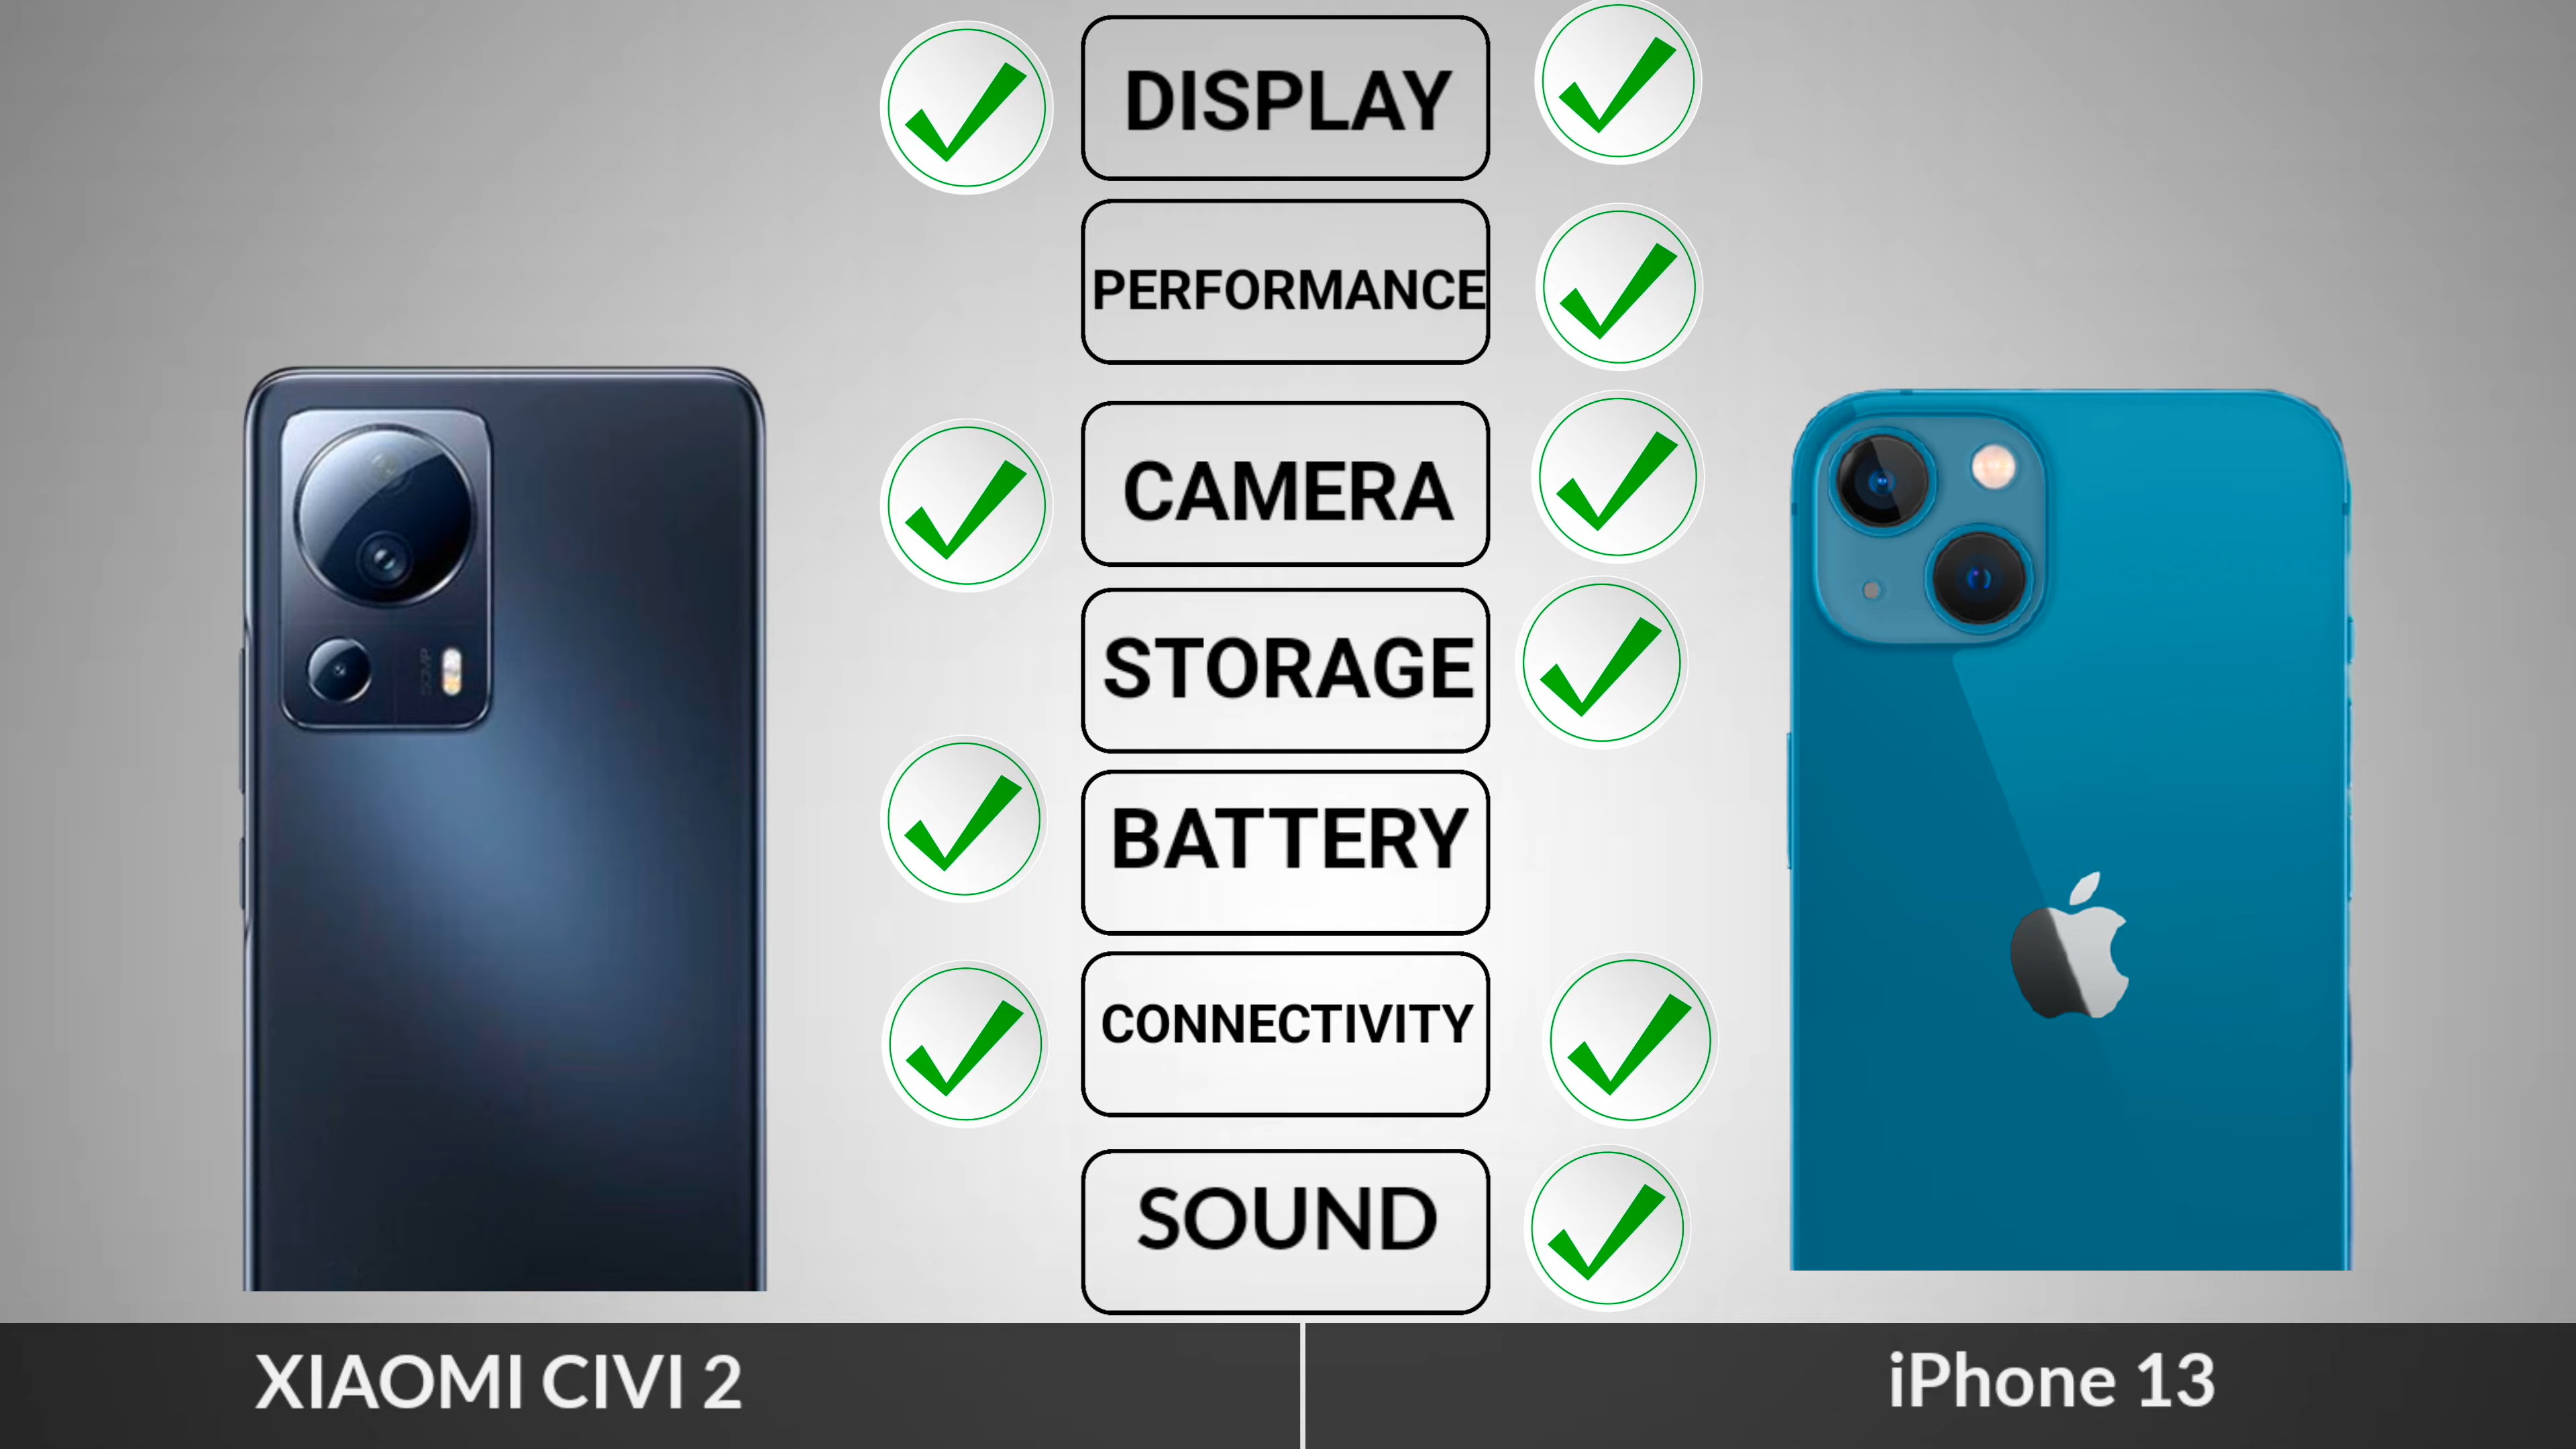 DISPLAY
PERFORMANCE
CAMERA
STORAGE
BATTERY
CONNECTIVITY
SOUND
XIAOMI CIVI 2
iPhone 13